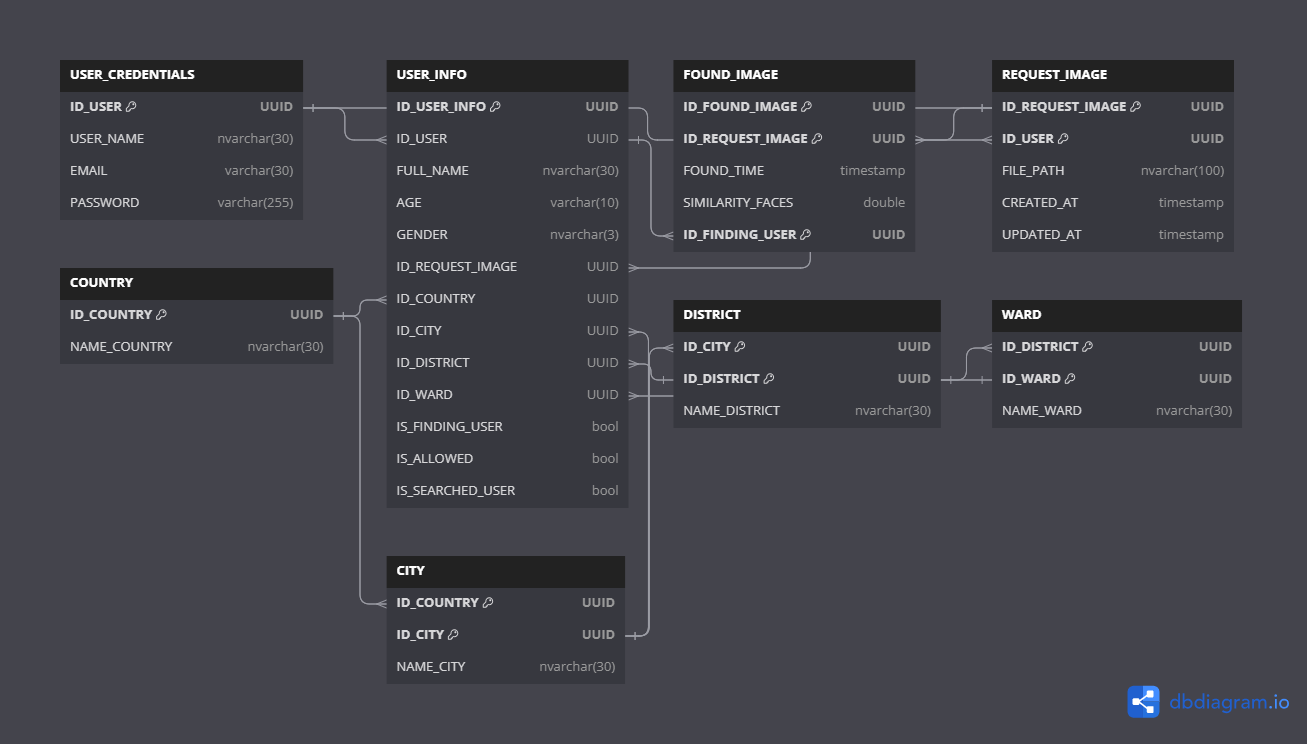 USER_CREDENTIALS
ID_USER UUID
USER_NAME nvarchar(30)
EMAIL varchar(30)
PASSWORD varchar(255)
USER_INFO
ID_USER_INFO UUID
ID_USER UUID
FULL_NAME nvarchar(30)
AGE varchar(10)
GENDER nvarchar(3)
ID_REQUEST_IMAGE UUID
ID_COUNTRY UUID
ID_CITY UUID
ID_DISTRICT UUID
ID_WARD UUID
IS_FINDING_USER bool
IS_ALLOWED bool
IS_SEARCHED_USER bool
FOUND_IMAGE
ID_FOUND_IMAGE UUID
ID_REQUEST_IMAGE UUID
FOUND_TIME timestamp
SIMILARITY_FACES double
ID_FINDING_USER UUID
REQUEST_IMAGE
ID_REQUEST_IMAGE UUID
ID_USER UUID
FILE_PATH nvarchar(100)
CREATED_AT timestamp
UPDATED_AT timestamp
COUNTRY
ID_COUNTRY UUID
NAME_COUNTRY nvarchar(30)
DISTRICT
ID_CITY UUID
ID_DISTRICT UUID
NAME_DISTRICT nvarchar(30)
WARD
ID_DISTRICT UUID
ID_WARD UUID
NAME_WARD nvarchar(30)
CITY
ID_COUNTRY UUID
ID_CITY UUID
NAME_CITY nvarchar(30)
dbdiagram.io